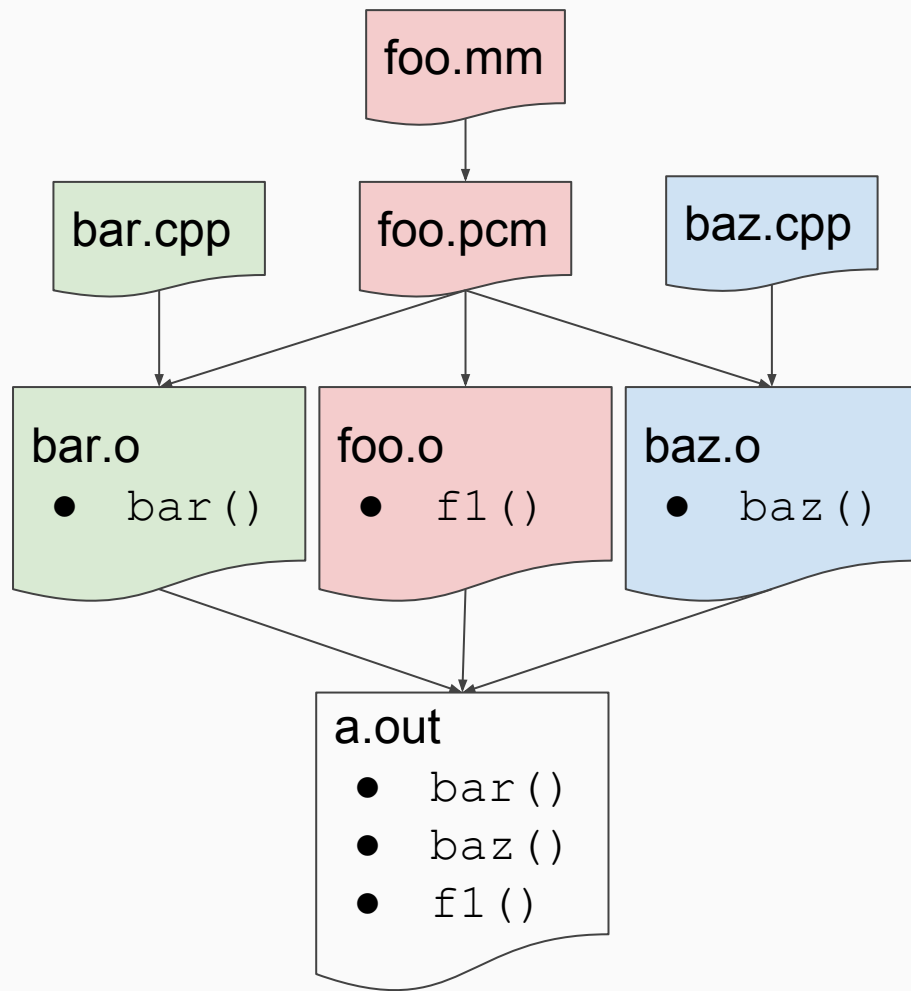 foo.mm
bar.cpp
foo.pcm
baz.cpp
bar.o
● bar()
foo.o
● f1()
baz.o
● baz()
a.out
● bar()
● baz()
● f1()